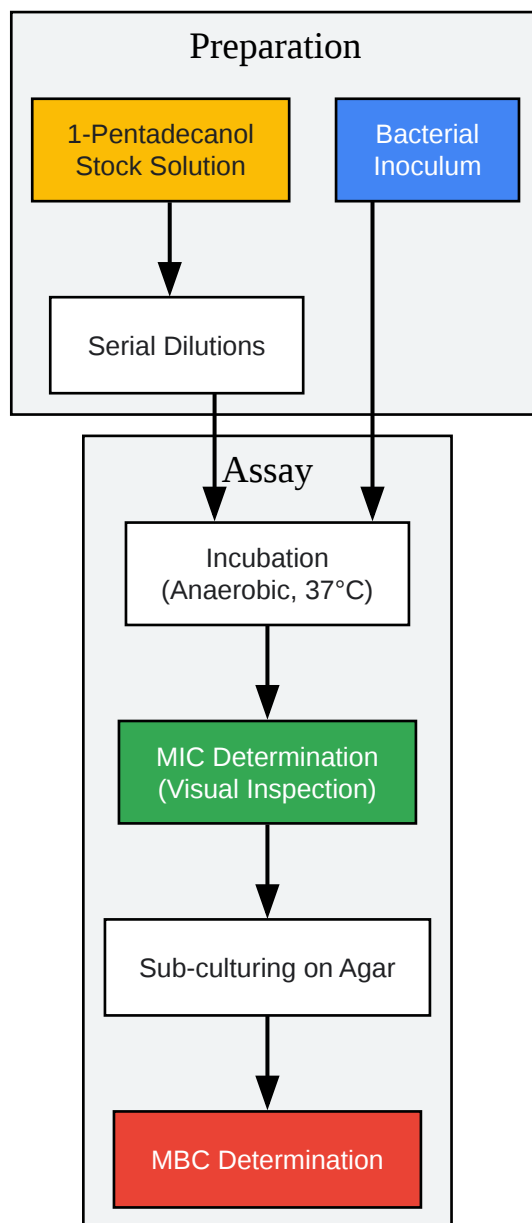 Preparation
1-Pentadecanol
Stock Solution
Bacterial
Inoculum
Serial Dilutions
Assay
Incubation
(Anaerobic, 37°C)
MIC Determination
(Visual Inspection)
Sub-culturing on Agar
MBC Determination